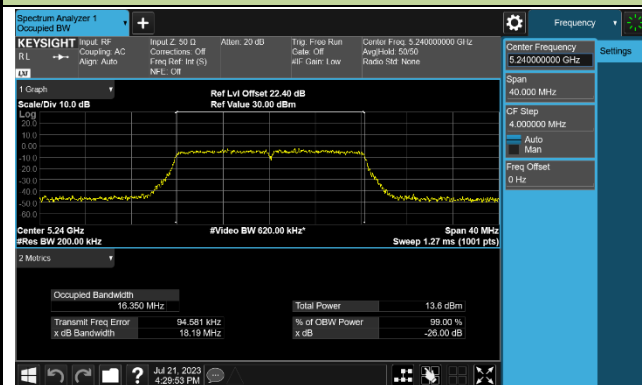 Spectrum Analyzer 1
Occupied BW
Frequency
KEYSIGHT
RL
LXI
Input: RF
Coupling: AC
Align: Auto
Input Z: 50 Ω
Corrections: Off
Freq Ref: Int (S)
NFE: Off
Atten: 20 dB
Trig: Free Run
Gate: Off
#IF Gain: Low
Center Freq: 5.240000000 GHz
Avg|Hold: 50/50
Radio Std: None
Center Frequency
5.240000000 GHz
Settings
Span
40.000 MHz
CF Step
4.000000 MHz
Auto
Man
Freq Offset
0 Hz
1 Graph
Scale/Div 10.0 dB
Ref Lvl Offset 22.40 dB
Ref Value 30.00 dBm
Log
20.0
10.0
0.00
-10.0
-20.0
-30.0
-40.0
-50.0
-60.0
Center 5.24 GHz
#Res BW 200.00 kHz
#Video BW 620.00 kHz*
Span 40 MHz
Sweep 1.27 ms (1001 pts)
2 Metrics
Occupied Bandwidth
16.350 MHz
Total Power 13.6 dBm
Transmit Freq Error 94.581 kHz
% of OBW Power 99.00 %
x dB Bandwidth 18.19 MHz
x dB -26.00 dB
?
Jul 21, 2023
4:29:53 PM